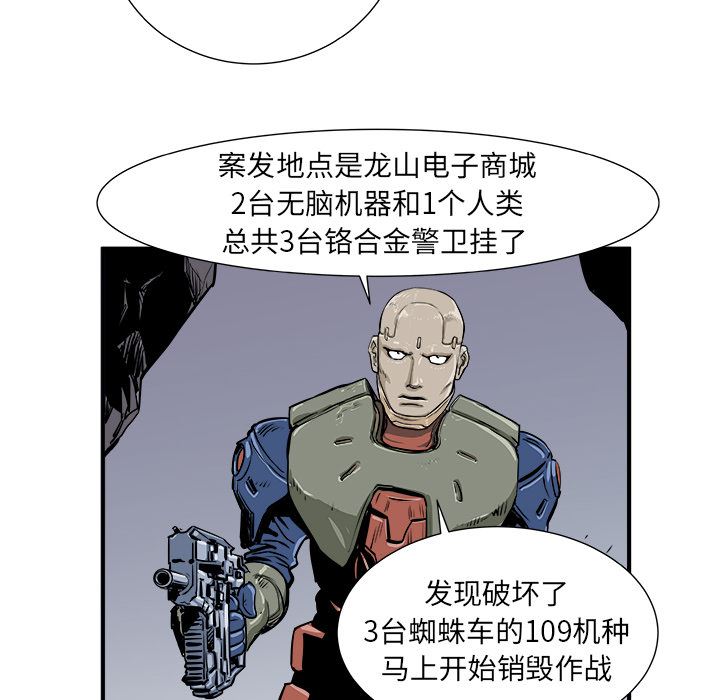 案发地点是龙山电子商城
2台无脑机器和1个人类
总共3台铬合金警卫挂了
发现破坏了
3台蜘蛛车的109机种
马上开始销毁作战